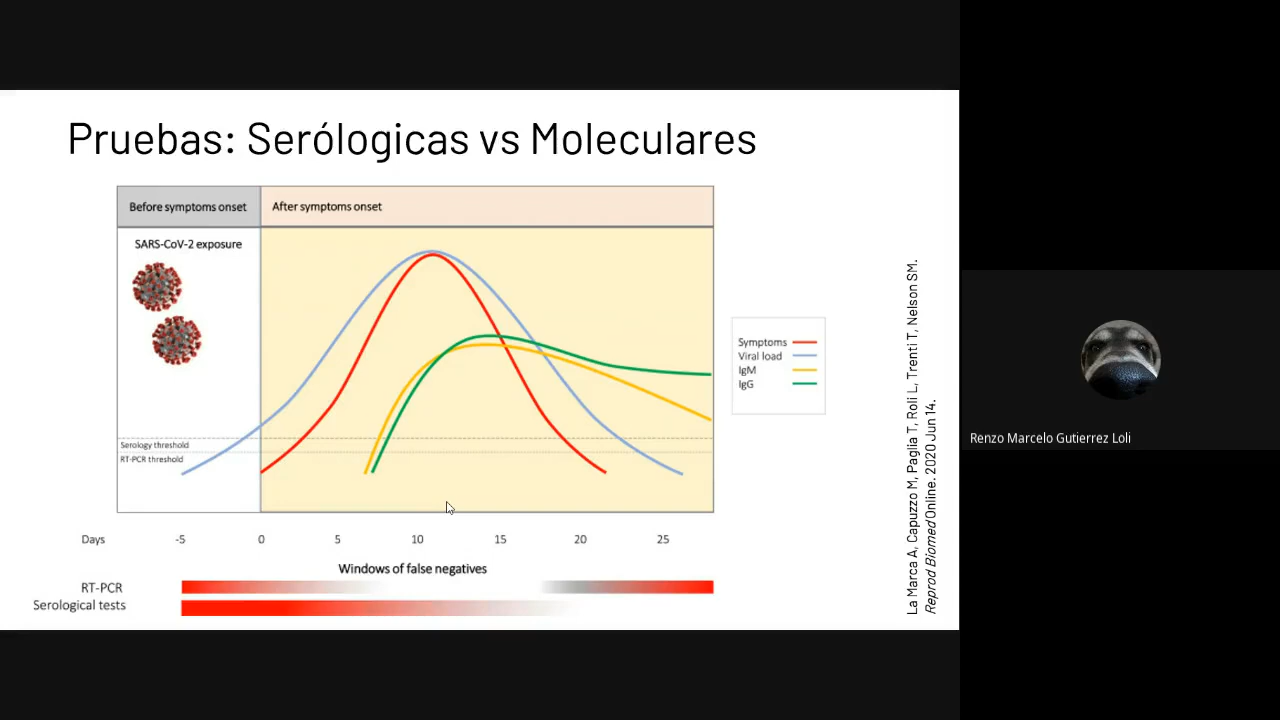 Pruebas: Serólogicas vs Moleculares
Before symptoms onset
After symptoms onset
SARS-CoV-2 exposure
Serology threshold
RT-PCR threshold
Symptoms
Viral load
IgM
IgG
Days -5 0 5 10 15 20 25
Windows of false negatives
RT-PCR
Serological tests
La Marca A, Capuzzo M, Paglia T, Roli L, Trenti T, Nelson SM.
Reprod Biomed Online. 2020 Jun 14.
Renzo Marcelo Gutierrez Loli